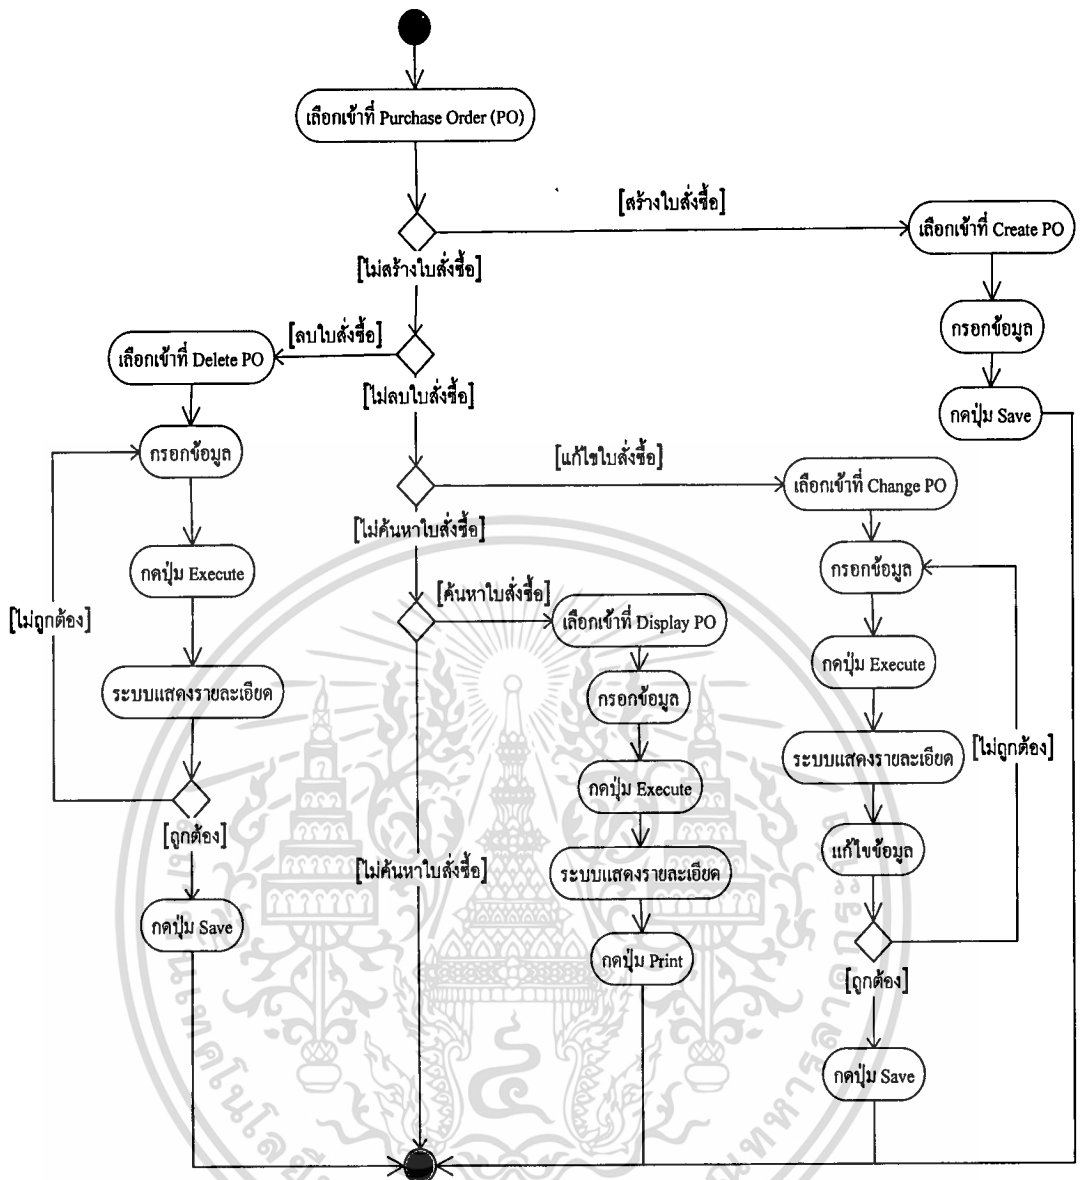 เลือกเข้าที่ Purchase Order (PO)
[สร้างใบสั่งซื้อ]
เลือกเข้าที่ Create PO
[ไม่สร้างใบสั่งซื้อ]
กรอกข้อมูล
[ลบใบสั่งซื้อ]
เลือกเข้าที่ Delete PO
[ไม่ลบใบสั่งซื้อ]
กดปุ่ม Save
กรอกข้อมูล
[แก้ไขใบสั่งซื้อ]
เลือกเข้าที่ Change PO
[ไม่ค้นหาใบสั่งซื้อ]
กดปุ่ม Execute
กรอกข้อมูล
[ค้นหาใบสั่งซื้อ]
[ไม่ถูกต้อง]
เลือกเข้าที่ Display PO
กดปุ่ม Execute
ระบบแสดงรายละเอียด
กรอกข้อมูล
ระบบแสดงรายละเอียด
[ไม่ถูกต้อง]
กดปุ่ม Execute
[ถูกต้อง]
แก้ไขข้อมูล
[ไม่ค้นหาใบสั่งซื้อ]
ระบบแสดงรายละเอียด
กดปุ่ม Save
กดปุ่ม Print
[ถูกต้อง]
กดปุ่ม Save